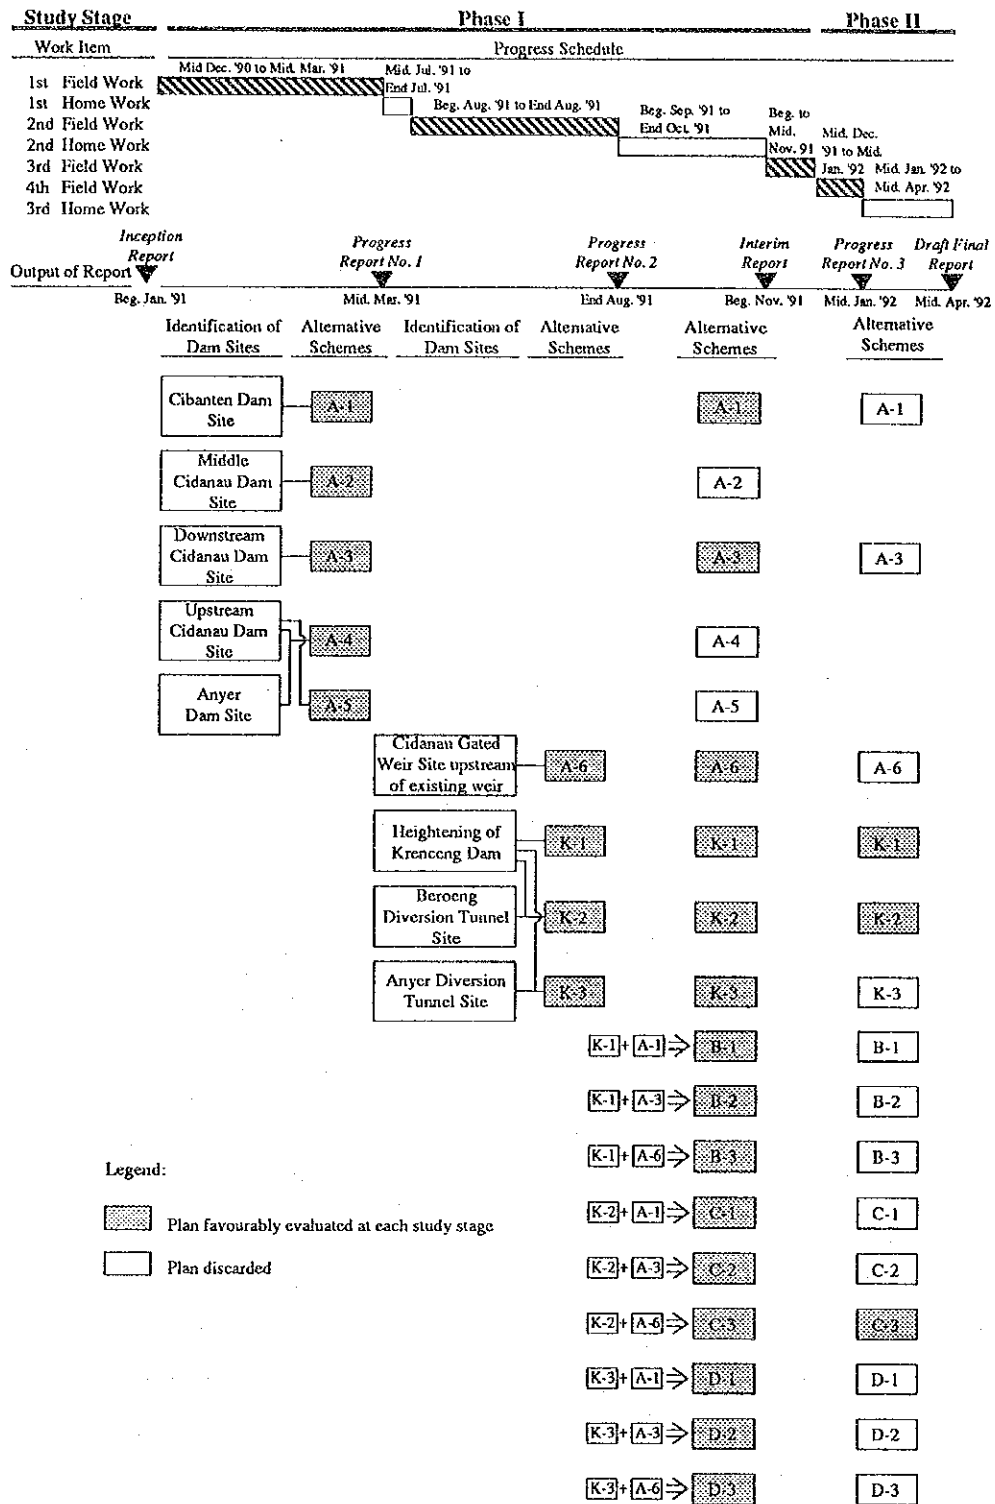 Study Stage
Phase I
Phase II
Work Item
Progress Schedule
Mid Dec. '90 to Mid. Mar. '91
Mid. Jul. '91 to
End Jul. '91
Beg. Aug. '91 to End Aug. '91
Beg. Sep. '91 to
End Oct. '91
Beg. to
Mid.
Nov. 91
Mid. Dec.
'91 to Mid.
Jan. '92
Mid. Jan. '92 to
Mid. Apr. '92
1st Field Work
1st Home Work
2nd Field Work
2nd Home Work
3rd Field Work
4th Field Work
3rd Home Work
Output of Report
Inception
Report
Beg. Jan. '91
Progress
Report No. 1
Mid. Mar. '91
Progress
Report No. 2
End Aug. '91
Interim
Report
Beg. Nov. '91
Progress
Report No. 3
Mid. Jan. '92
Draft Final
Report
Mid. Apr. '92
Identification of
Dam Sites
Alternative
Schemes
Identification of
Dam Sites
Alternative
Schemes
Alternative
Schemes
Alternative
Schemes
Cibanten Dam
Site
A-1
A-1
A-1
Middle
Cidanau Dam
Site
A-2
A-2
Downstream
Cidanau Dam
Site
A-3
A-3
A-3
Upstream
Cidanau Dam
Site
A-4
A-4
Anyer
Dam Site
A-5
A-5
Cidanau Gated
Weir Site upstream
of existing weir
A-6
A-6
A-6
Heightening of
Krenceng Dam
K-1
K-1
K-1
Beroeng
Diversion Tunnel
Site
K-2
K-2
K-2
Anyer Diversion
Tunnel Site
K-3
K-3
K-3
K-1 + A-1 ⇒ B-1
B-1
K-1 + A-3 ⇒ B-2
B-2
K-1 + A-6 ⇒ B-3
B-3
K-2 + A-1 ⇒ C-1
C-1
K-2 + A-3 ⇒ C-2
C-2
K-2 + A-6 ⇒ C-3
C-3
K-3 + A-1 ⇒ D-1
D-1
K-3 + A-3 ⇒ D-2
D-2
K-3 + A-6 ⇒ D-3
D-3
Legend:
Plan favourably evaluated at each study stage
Plan discarded